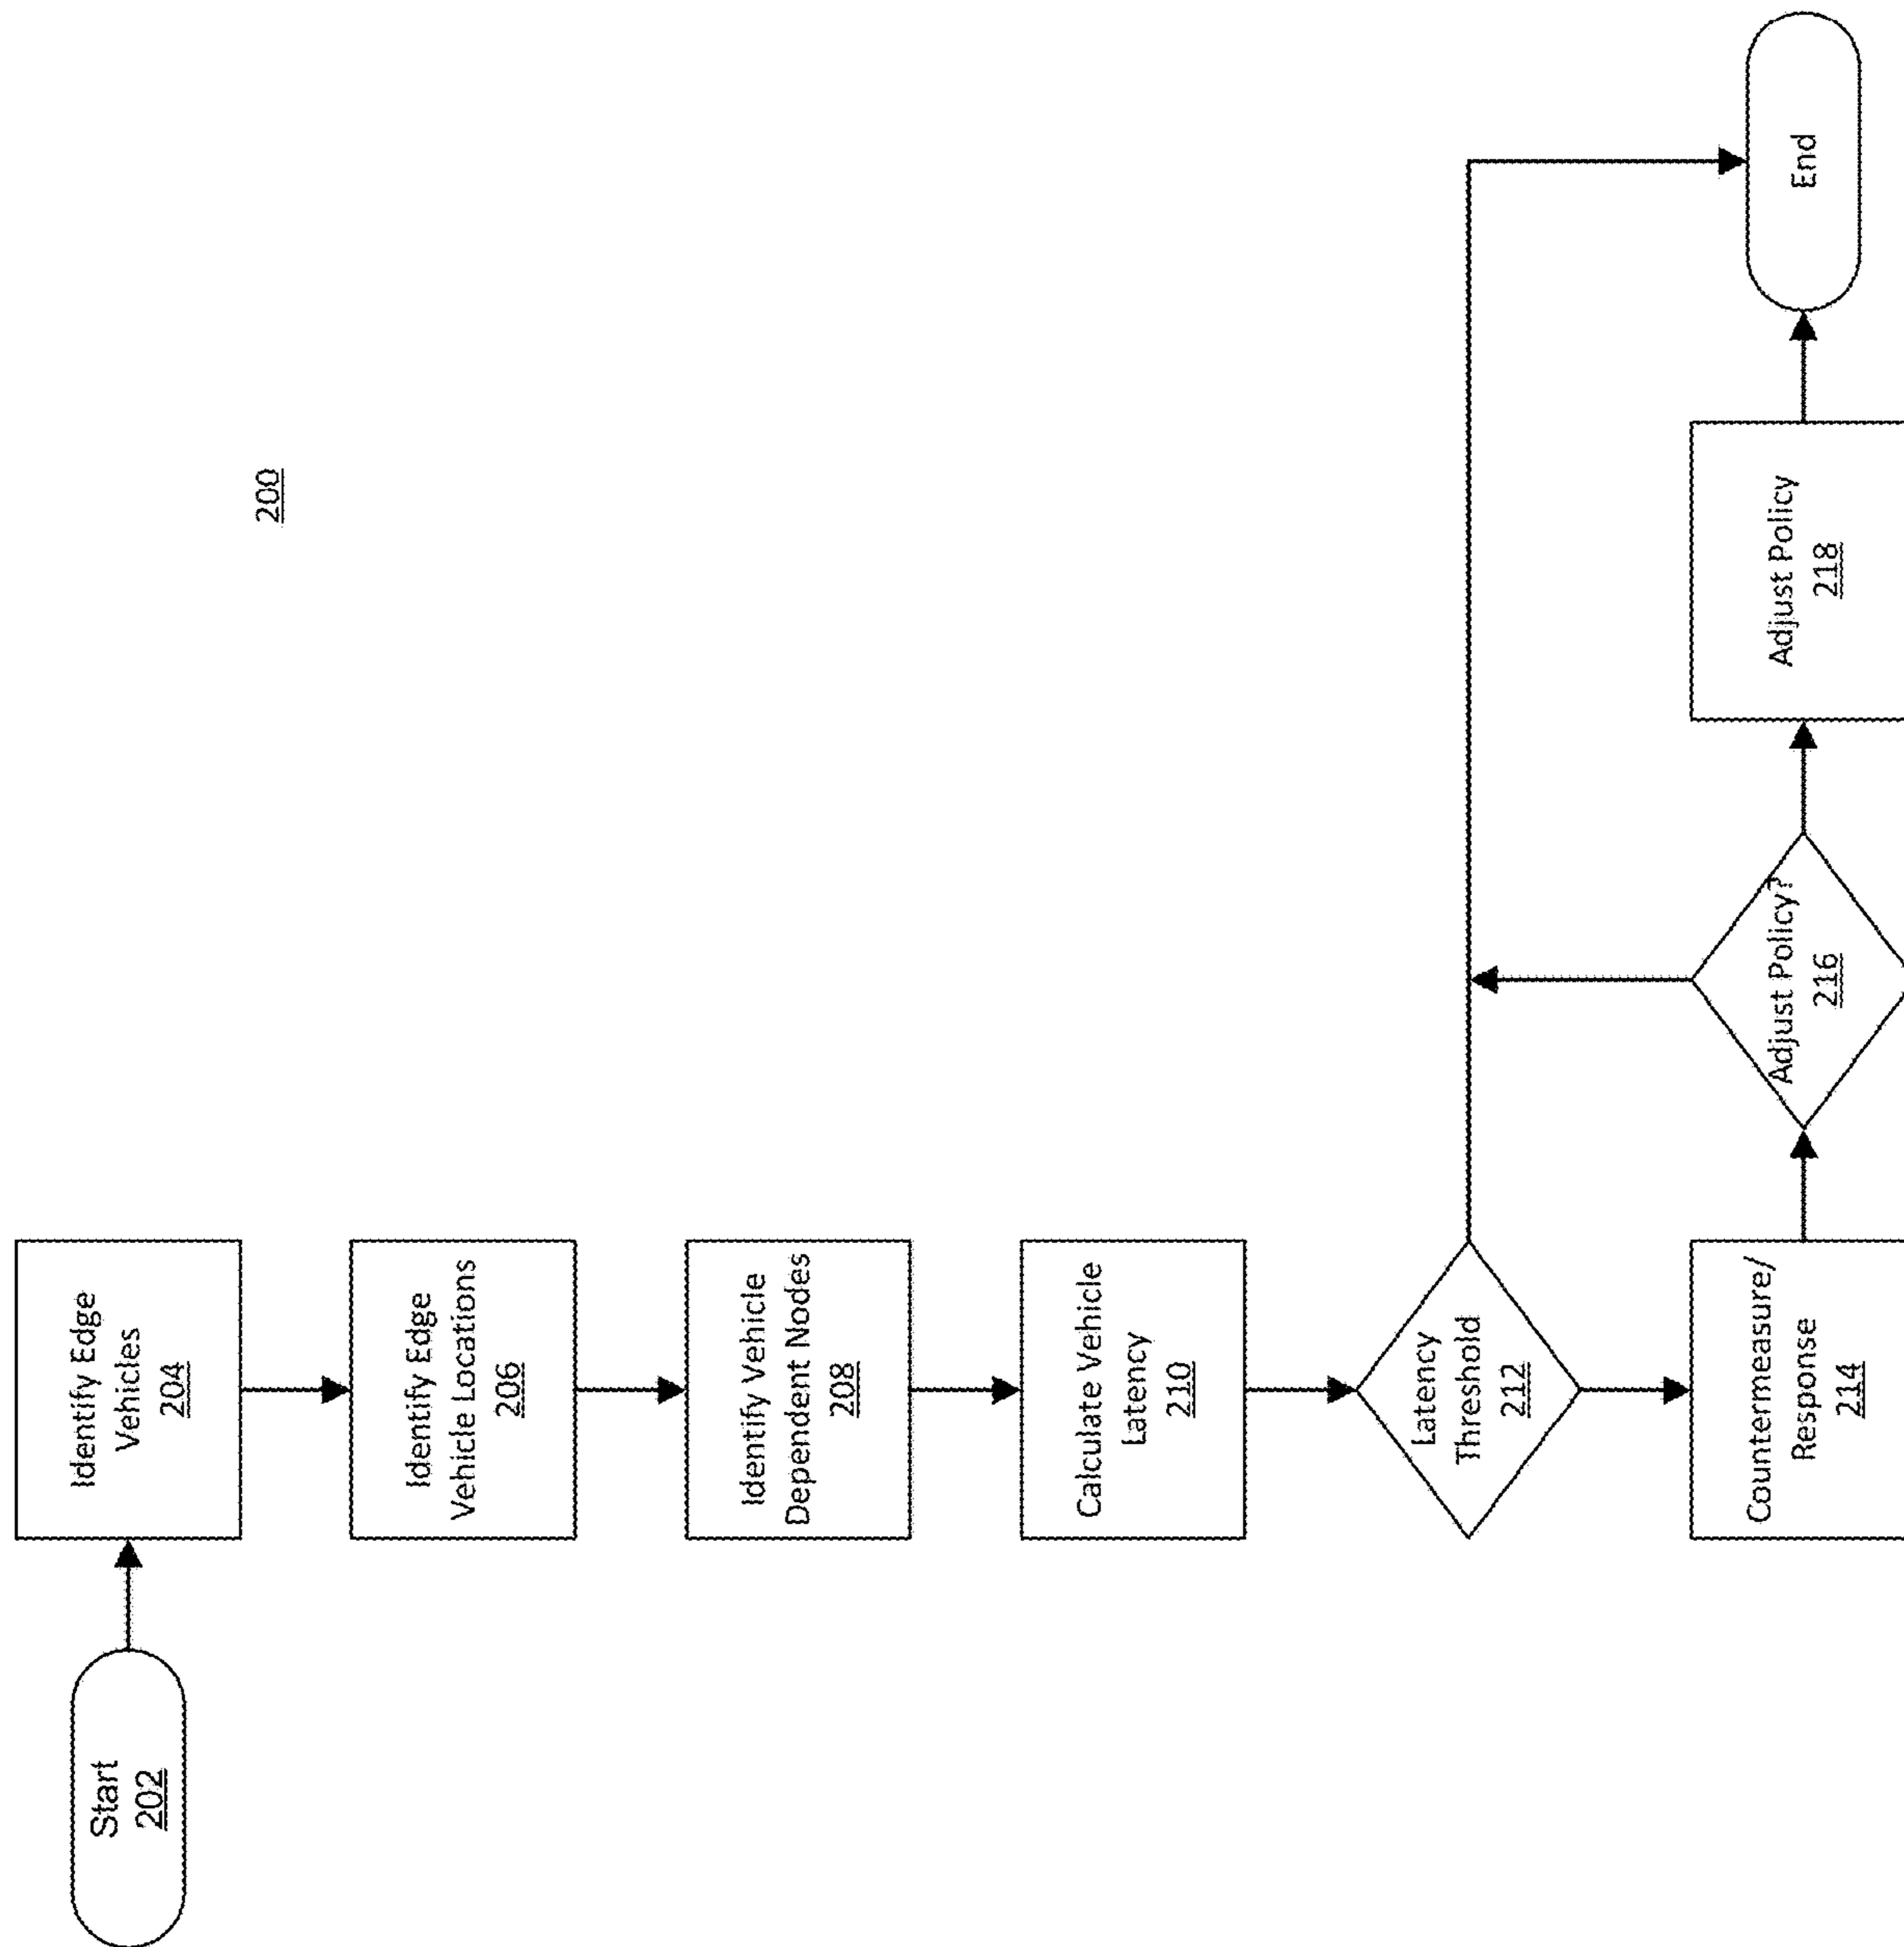 Start
202
Identify Edge
Vehicles
204
Identify Edge
Vehicle Locations
206
Identify Vehicle
Dependent Nodes
208
Calculate Vehicle
Latency
210
Latency
Threshold
212
Countermeasure/
Response
214
Adjust Policy?
216
Adjust Policy
218
End
200